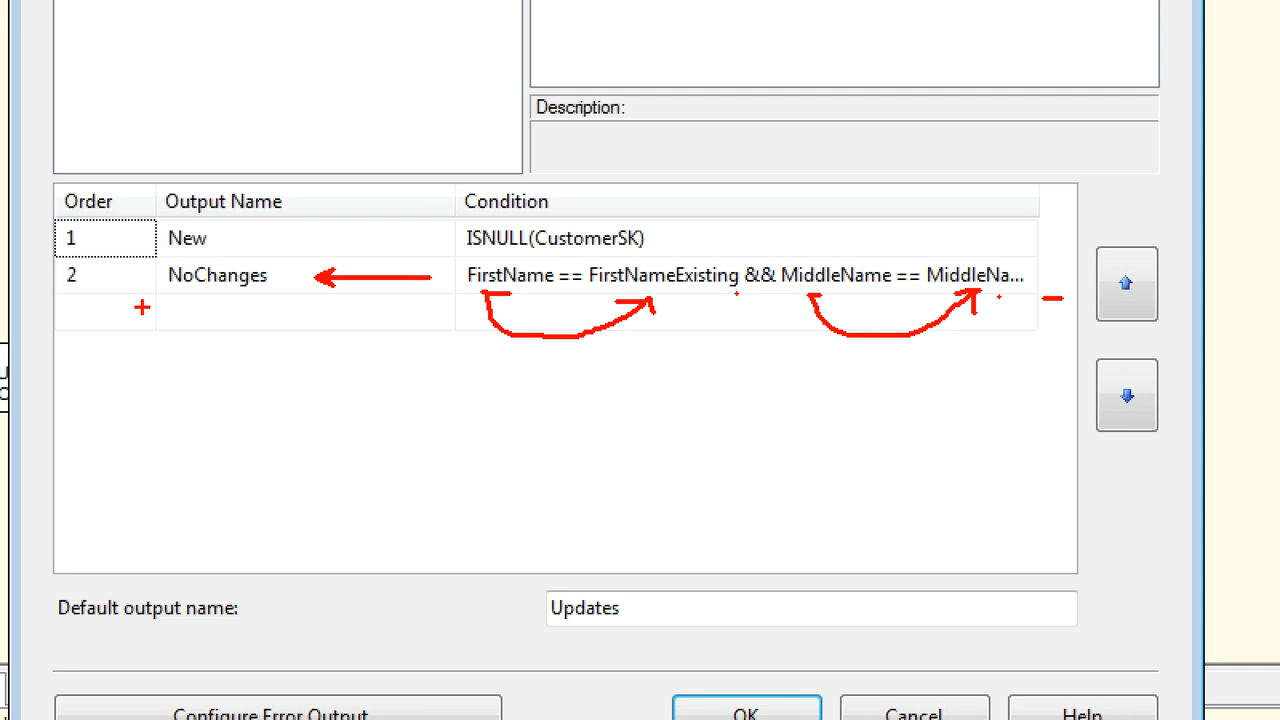 Description:
Order Output Name Condition
1 New ISNULL(CustomerSK)
2 NoChanges FirstName == FirstNameExisting && MiddleName == MiddleNa...
Default output name: Updates
Configure Error Output OK Cancel Help